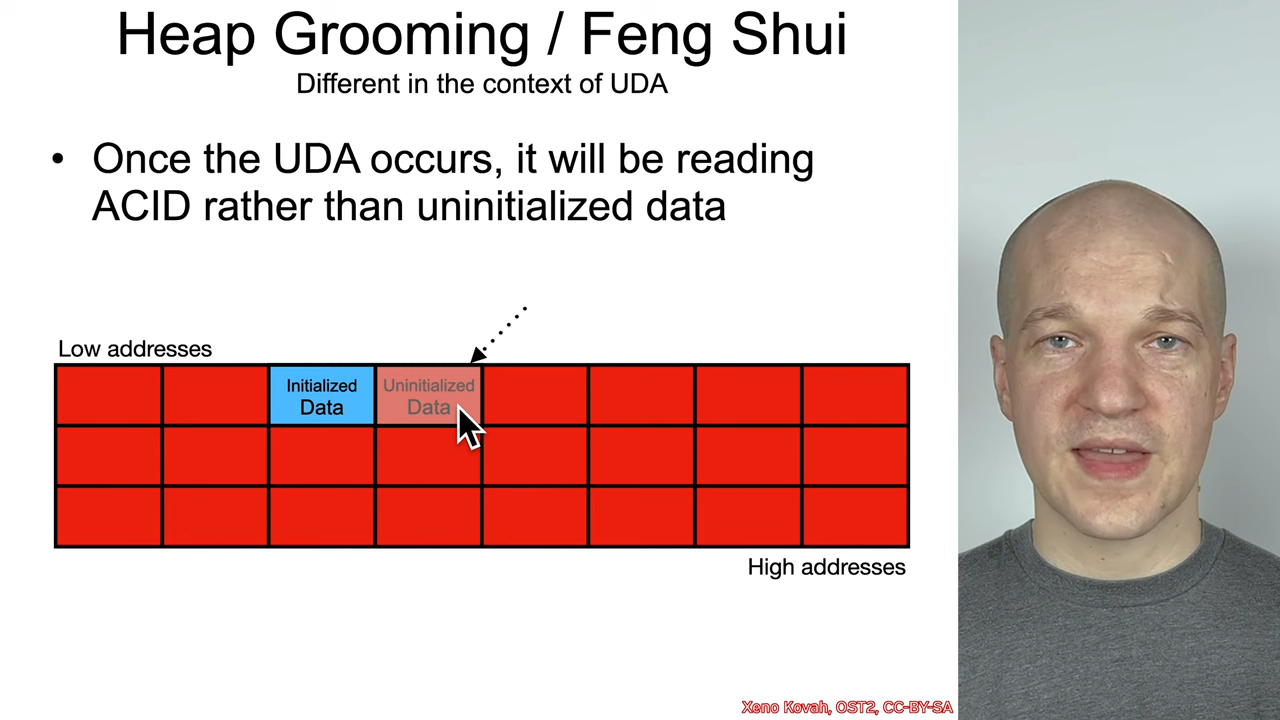 Heap Grooming / Feng Shui
Different in the context of UDA
• Once the UDA occurs, it will be reading
ACID rather than uninitialized data
Low addresses
Initialized
Data
Uninitialized
Data
High addresses
Xeno Kovah, OST2, CC-BY-SA